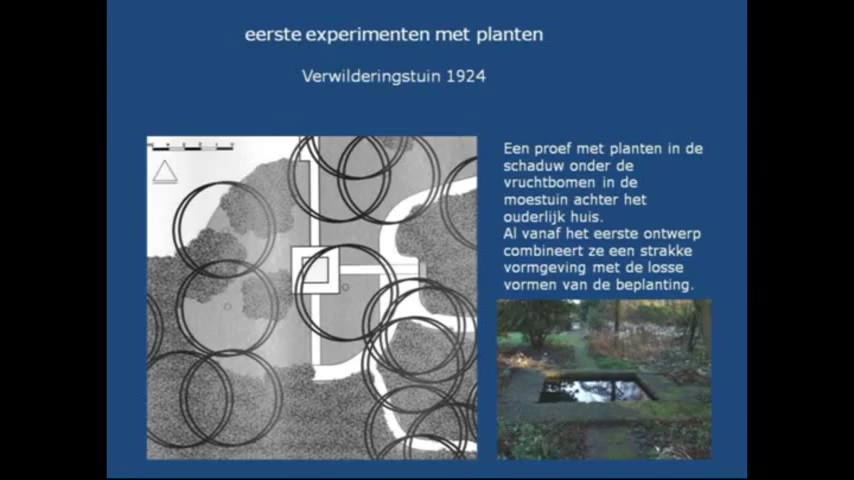 eerste experimenten met planten
Verwilderingstuin 1924
Een proef met planten in de
schaduw onder de
vruchtbomen in de
moestuin achter het
ouderlijk huis.
Al vanaf het eerste ontwerp
combineert ze een strakke
vormgeving met de losse
vormen van de beplanting.